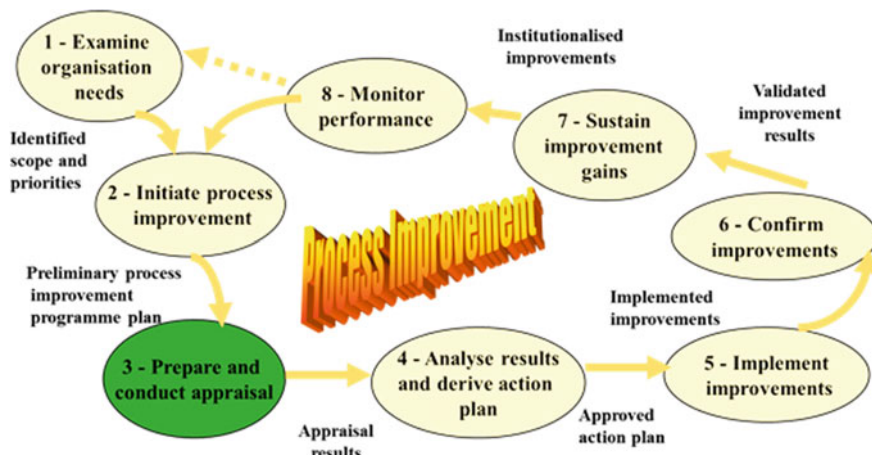 1 - Examine
organisation
needs
Identified
scope and
priorities
2 - Initiate process
improvement
Preliminary process
improvement
programme plan
3 - Prepare and
conduct appraisal
Appraisal
results
4 - Analyse results
and derive action
plan
Approved
action plan
5 - Implement
improvements
Implemented
improvements
6 - Confirm
improvements
Validated
improvement
results
7 - Sustain
improvement
gains
Institutionalised
improvements
8 - Monitor
performance
Process Improvement